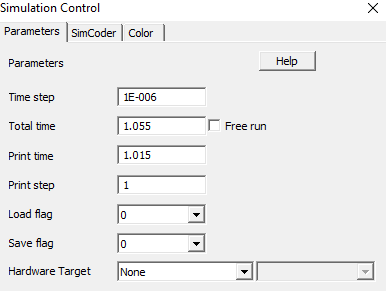 Simulation Control
Parameters SimCoder Color
Parameters Help
Time step 1E-006
Total time 1.055 Free run
Print time 1.015
Print step 1
Load flag 0
Save flag 0
Hardware Target None